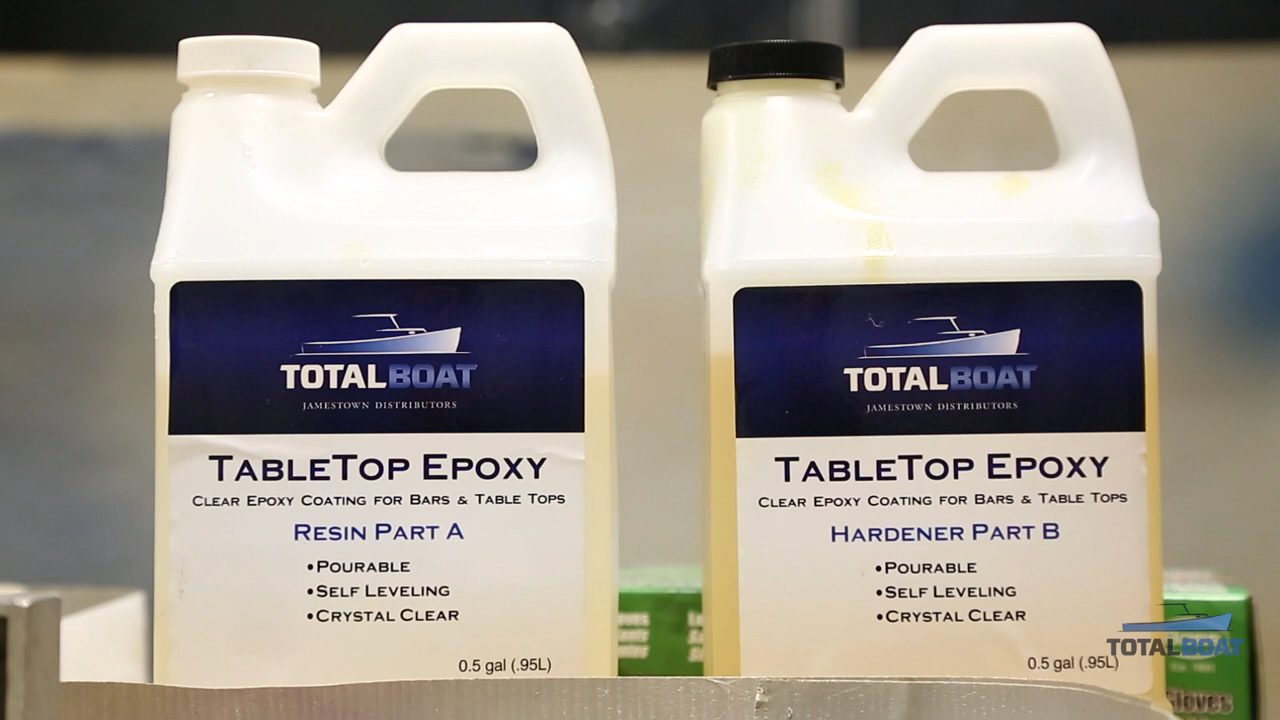 TOTALBOAT
JAMESTOWN DISTRIBUTORS
TABLETOP EPOXY
CLEAR EPOXY COATING FOR BARS & TABLE TOPS
RESIN PART A
•POURABLE
•SELF LEVELING
•CRYSTAL CLEAR
0.5 gal (.95L)
TOTALBOAT
JAMESTOWN DISTRIBUTORS
TABLETOP EPOXY
CLEAR EPOXY COATING FOR BARS & TABLE TOPS
HARDENER PART B
•POURABLE
•SELF LEVELING
•CRYSTAL CLEAR
0.5 gal (.95L)
TOTALBOAT
Gloves